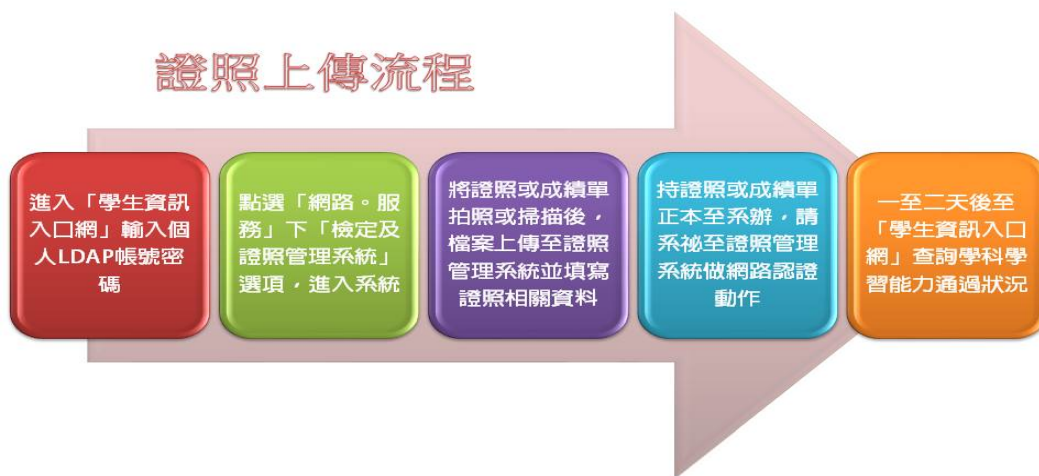 證照上傳流程
進入「學生資訊
入口網」輸入個
人LDAP帳號密
碼
點選「網路。服
務」下「檢定及
證照管理系統」
選項，進入系統
將證照或成績單
拍照或掃描後，
檔案上傳至證照
管理系統並填寫
證照相關資料
持證照或成績單
正本至系辦，請
系祕至證照管理
系統做網路認證
動作
一至二天後至
「學生資訊入口
網」查詢學科學
習能力通過狀況